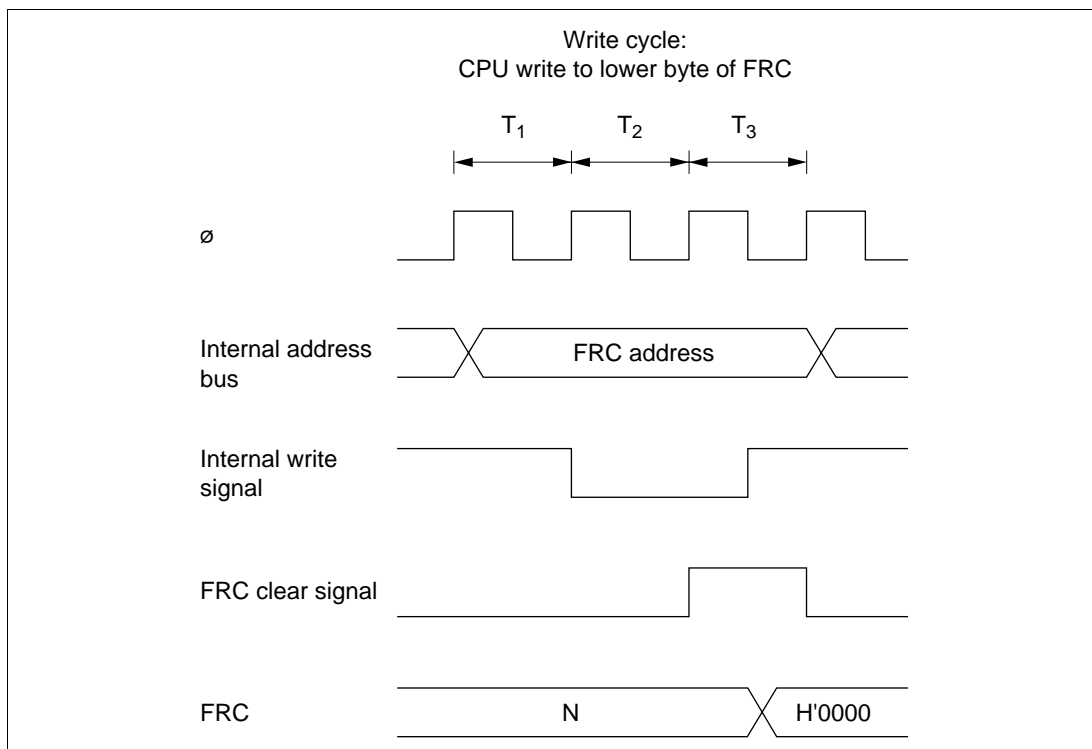 Write cycle:
CPU write to lower byte of FRC
T1 T2 T3
ø
Internal address
bus
FRC address
Internal write
signal
FRC clear signal
FRC
N
H'0000